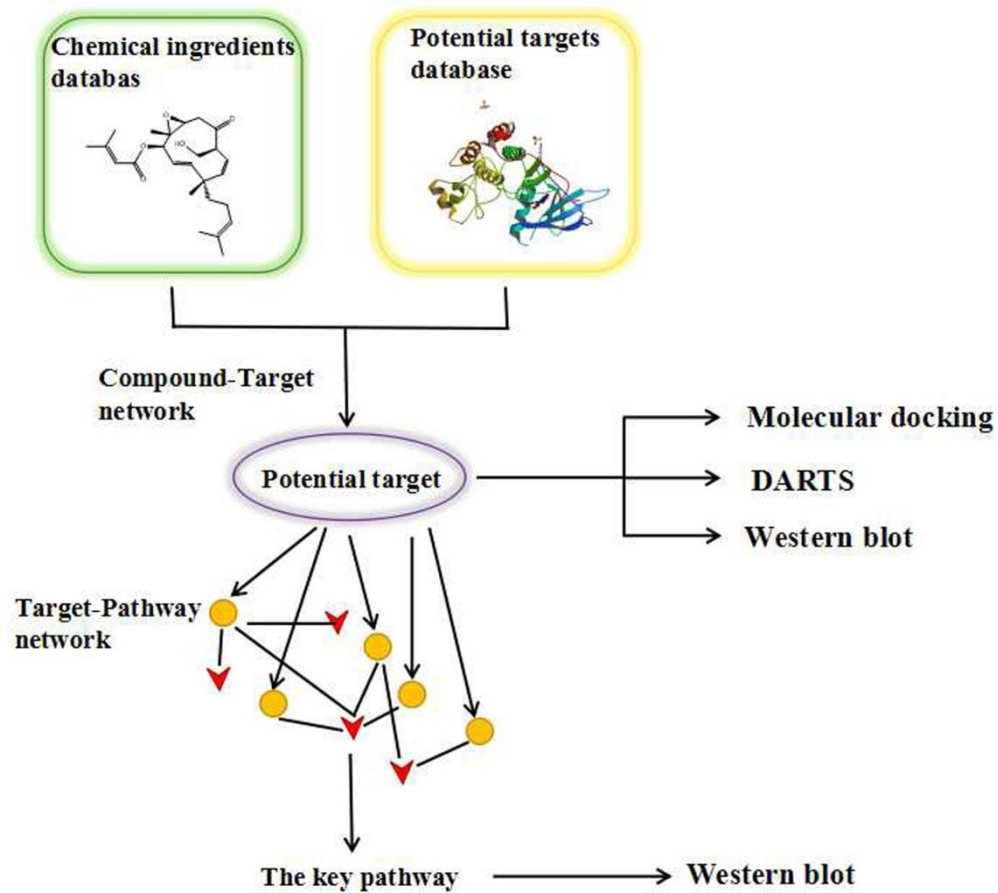 Chemical ingredients
databas
Potential targets
database
O
O
HO
O
O
Compound-Target
network
Potential target
Molecular docking
DARTS
Western blot
Target-Pathway
network
The key pathway
Western blot